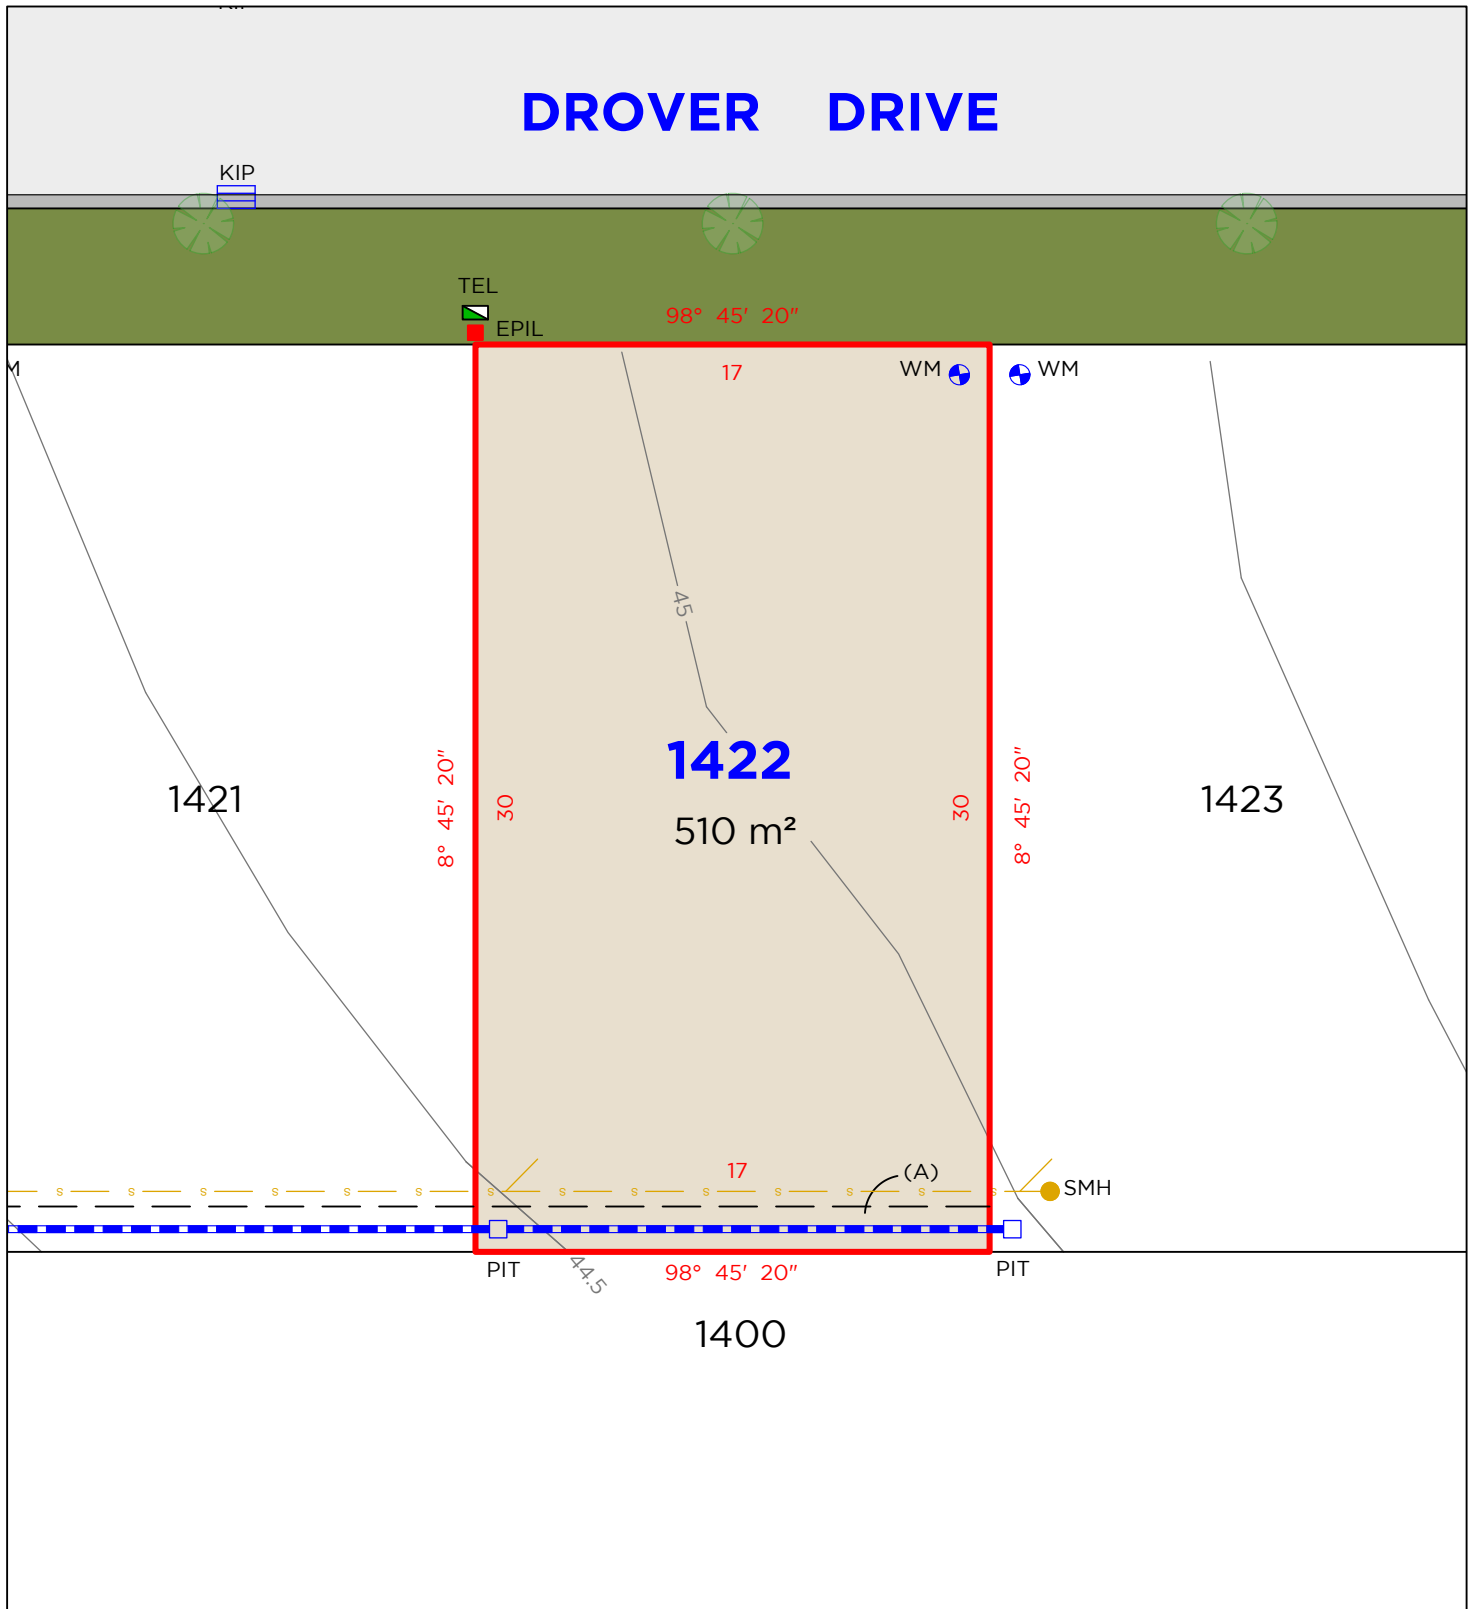 DROVER DRIVE
KIP
TEL
EPIL
98° 45' 20"
17
WM
WM
45
8° 45' 20"
30
1422
510 m²
30
8° 45' 20"
1421
1423
17
(A)
s s s s s s s s s s s s s s
SMH
PIT
44.5
98° 45' 20"
PIT
1400